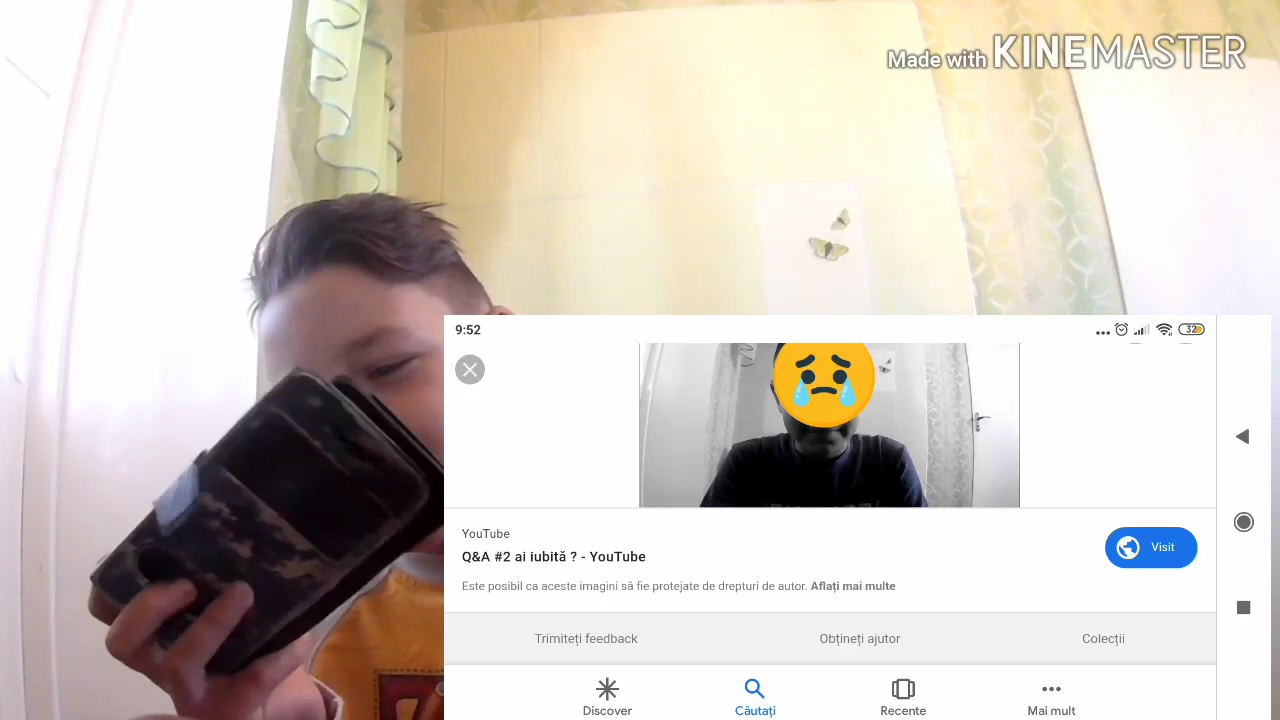 Made with KINEMASTER
9:52
32
YouTube
Q&A #2 ai iubită ? - YouTube
Visit
Este posibil ca aceste imagini să fie protejate de drepturi de autor. Aflați mai multe
Trimiteți feedback
Obțineți ajutor
Colecții
Discover
Căutați
Recente
Mai mult